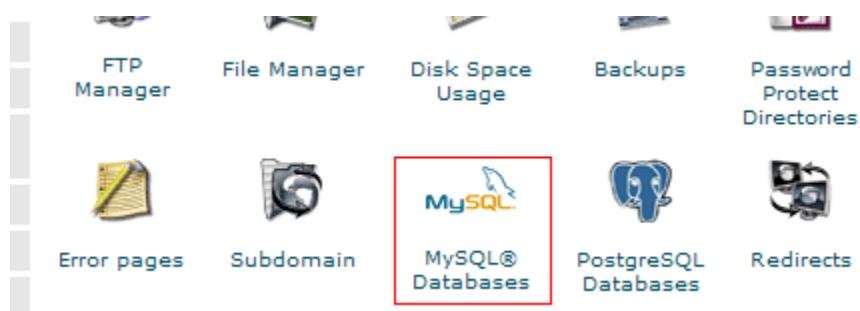 FTP
Manager
File Manager
Disk Space
Usage
Backups
Password
Protect
Directories
MySQL
Error pages
Subdomain
MySQL®
Databases
PostgreSQL
Databases
Redirects